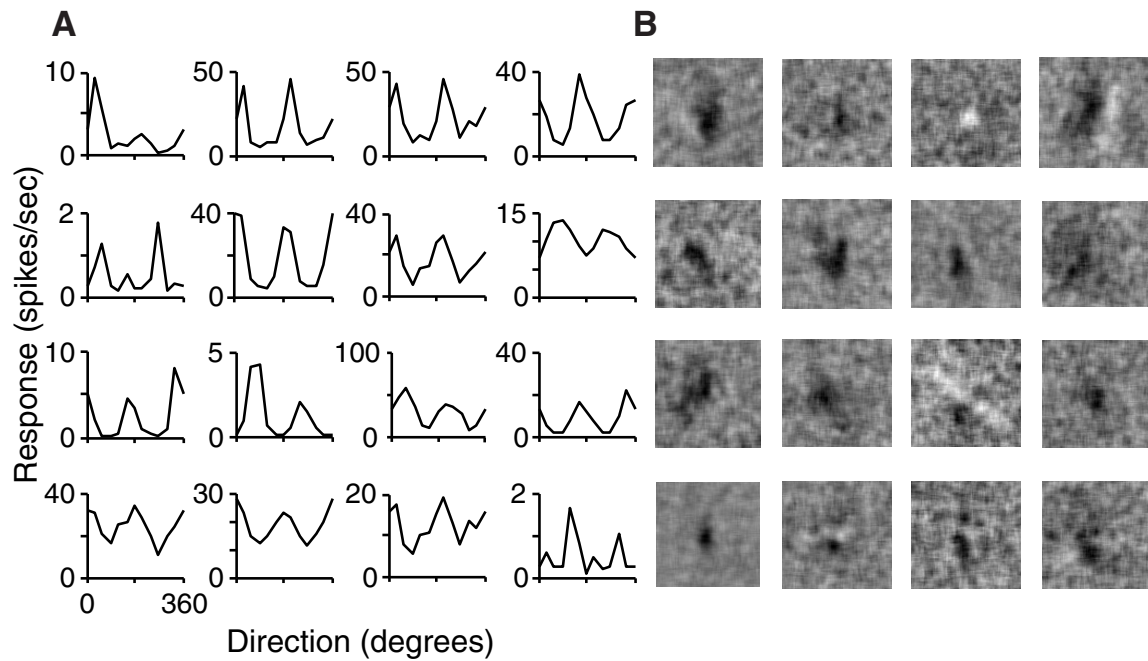 A B
Response (spikes/sec)
10 50 50 40
0 0 0 0
2 40 40 15
0 0 0 0
10 5 100 40
0 0 0 0
40 30 20 2
0 0 0 0
0 360
Direction (degrees)